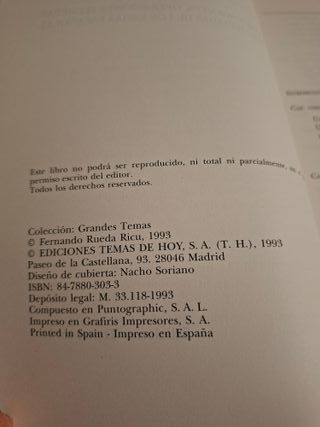 Este libro no podrá ser reproducido, ni total ni parcialmente,
permiso escrito del editor.
Todos los derechos reservados.
Colección: Grandes Temas
© Fernando Rueda Ricu, 1993
© EDICIONES TEMAS DE HOY, S. A. (T. H.), 1993
Paseo de la Castellana, 93. 28046 Madrid
Diseño de cubierta: Nacho Soriano
ISBN: 84-7880-303-3
Depósito legal: M. 33.118-1993
Compuesto en Puntographic, S. A. L.
Impreso en Grafiris Impresores, S. A.
Printed in Spain - Impreso en España